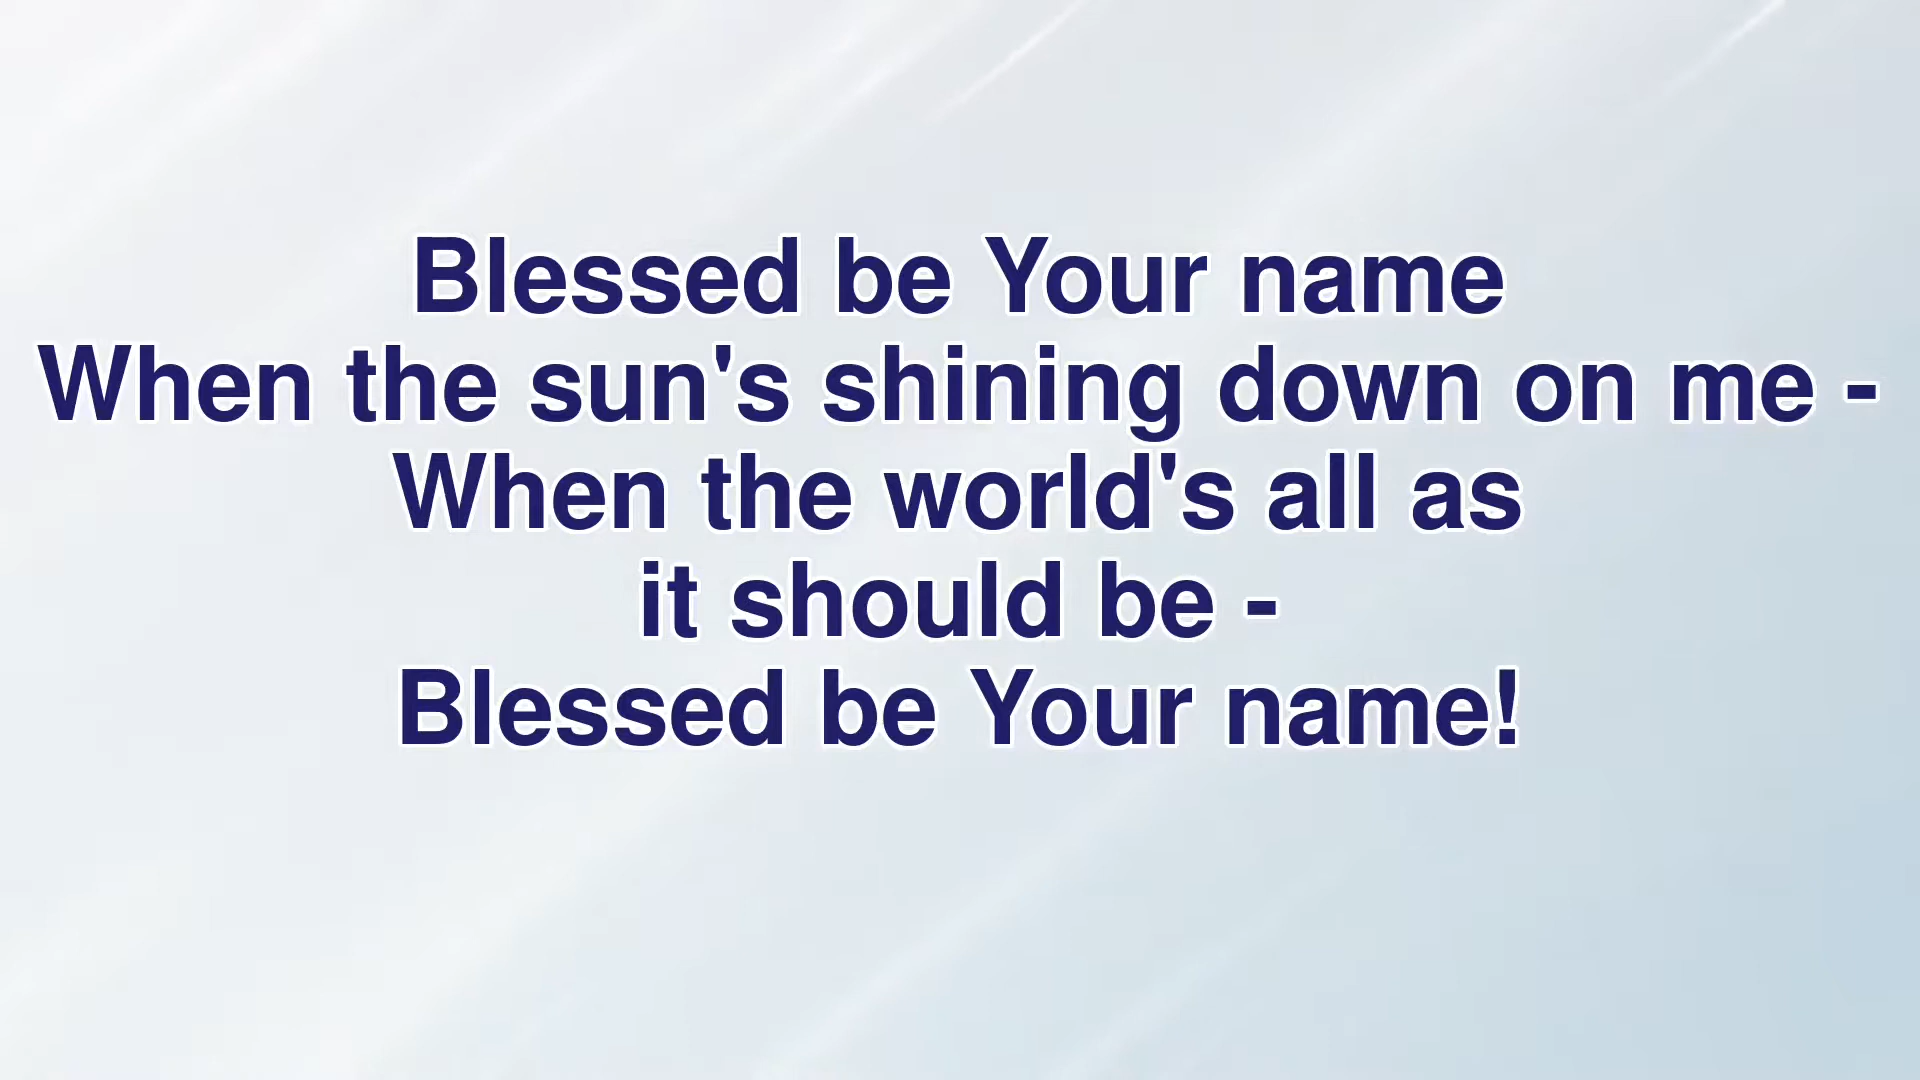 Blessed be Your name
When the sun's shining down on me -
When the world's all as
it should be -
Blessed be Your name!